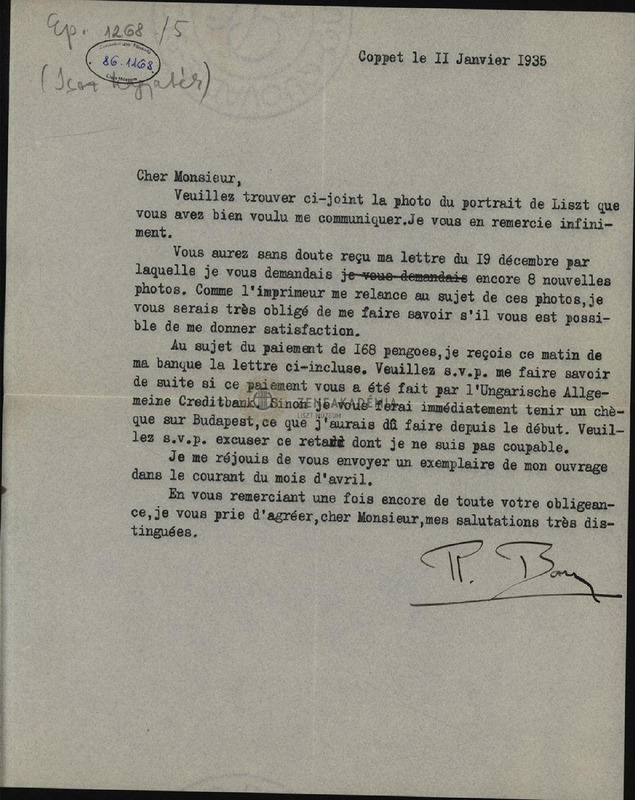 Ep. 1268/5
86.1168
Coppet le II Janvier I935
Cher Monsieur,
Veuillez trouver ci-joint la photo du portrait de Liszt que
vous avez bien voulu me communiquer.Je vous en remercie infini-
ment.
Vous aurez sans doute reçu ma lettre du I9 décembre par
laquelle je vous demandais je vous demandais encore 8 nouvelles
photos. Comme l'imprimeur me relance au sujet de ces photos,je
vous serais très obligé de me faire savoir s'il vous est possi-
ble de me donner satisfaction.
Au sujet du paiement de I68 pengoes,je reçois ce matin de
ma banque la lettre ci-incluse. Veuillez s.v.p. me faire savoir
de suite si ce paiement vous a été fait par l'Ungarische Allge-
meine Creditbank. Sinon je vous ferai immédiatement tenir un chè-
que sur Budapest,ce que j'aurais dû faire depuis le début. Veuil-
lez s.v.p. excuser ce retard dont je ne suis pas coupable.
Je me réjouis de vous envoyer un exemplaire de mon ouvrage
dans le courant du mois d'avril.
En vous remerciant une fois encore de toute votre obligean-
ce,je vous prie d'agréer,cher Monsieur,mes salutations très dis-
tinguées.
ZENEAKADÉMIA
LISZT MÚZEUM